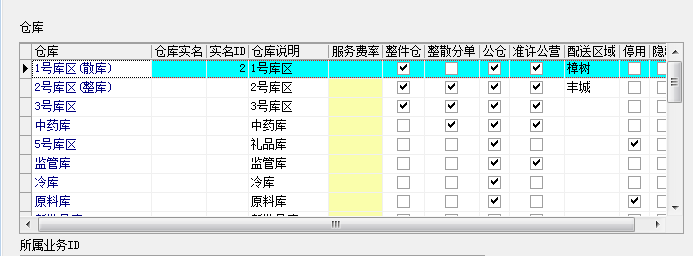 仓库
仓库 仓库实名 实名ID 仓库说明 服务费率 整件仓 整散分单 公仓 准许公营 配送区域 停用
1号库区(散库) 2 1号库区 樟树
2号库区(整库) 2号库区 丰城
3号库区 3号库区
中药库 中药库
5号库区 礼品库
监管库 监管库
冷库 冷库
原料库 原料库
所属业务ID